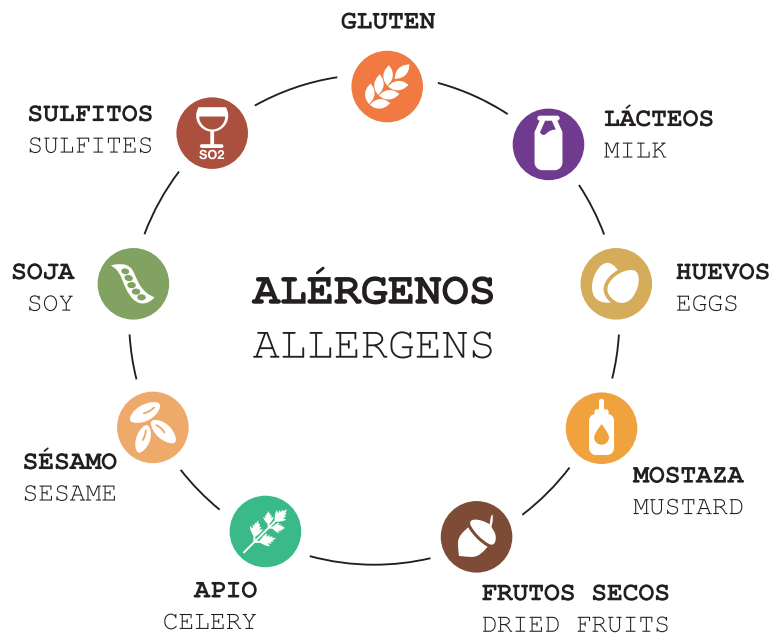 GLUTEN
SULFITOS
SULFITES
SO2
LÁCTEOS
MILK
SOJA
SOY
ALÉRGENOS
ALLERGENS
HUEVOS
EGGS
SÉSAMO
SESAME
MOSTAZA
MUSTARD
APIO
CELERY
FRUTOS SECOS
DRIED FRUITS